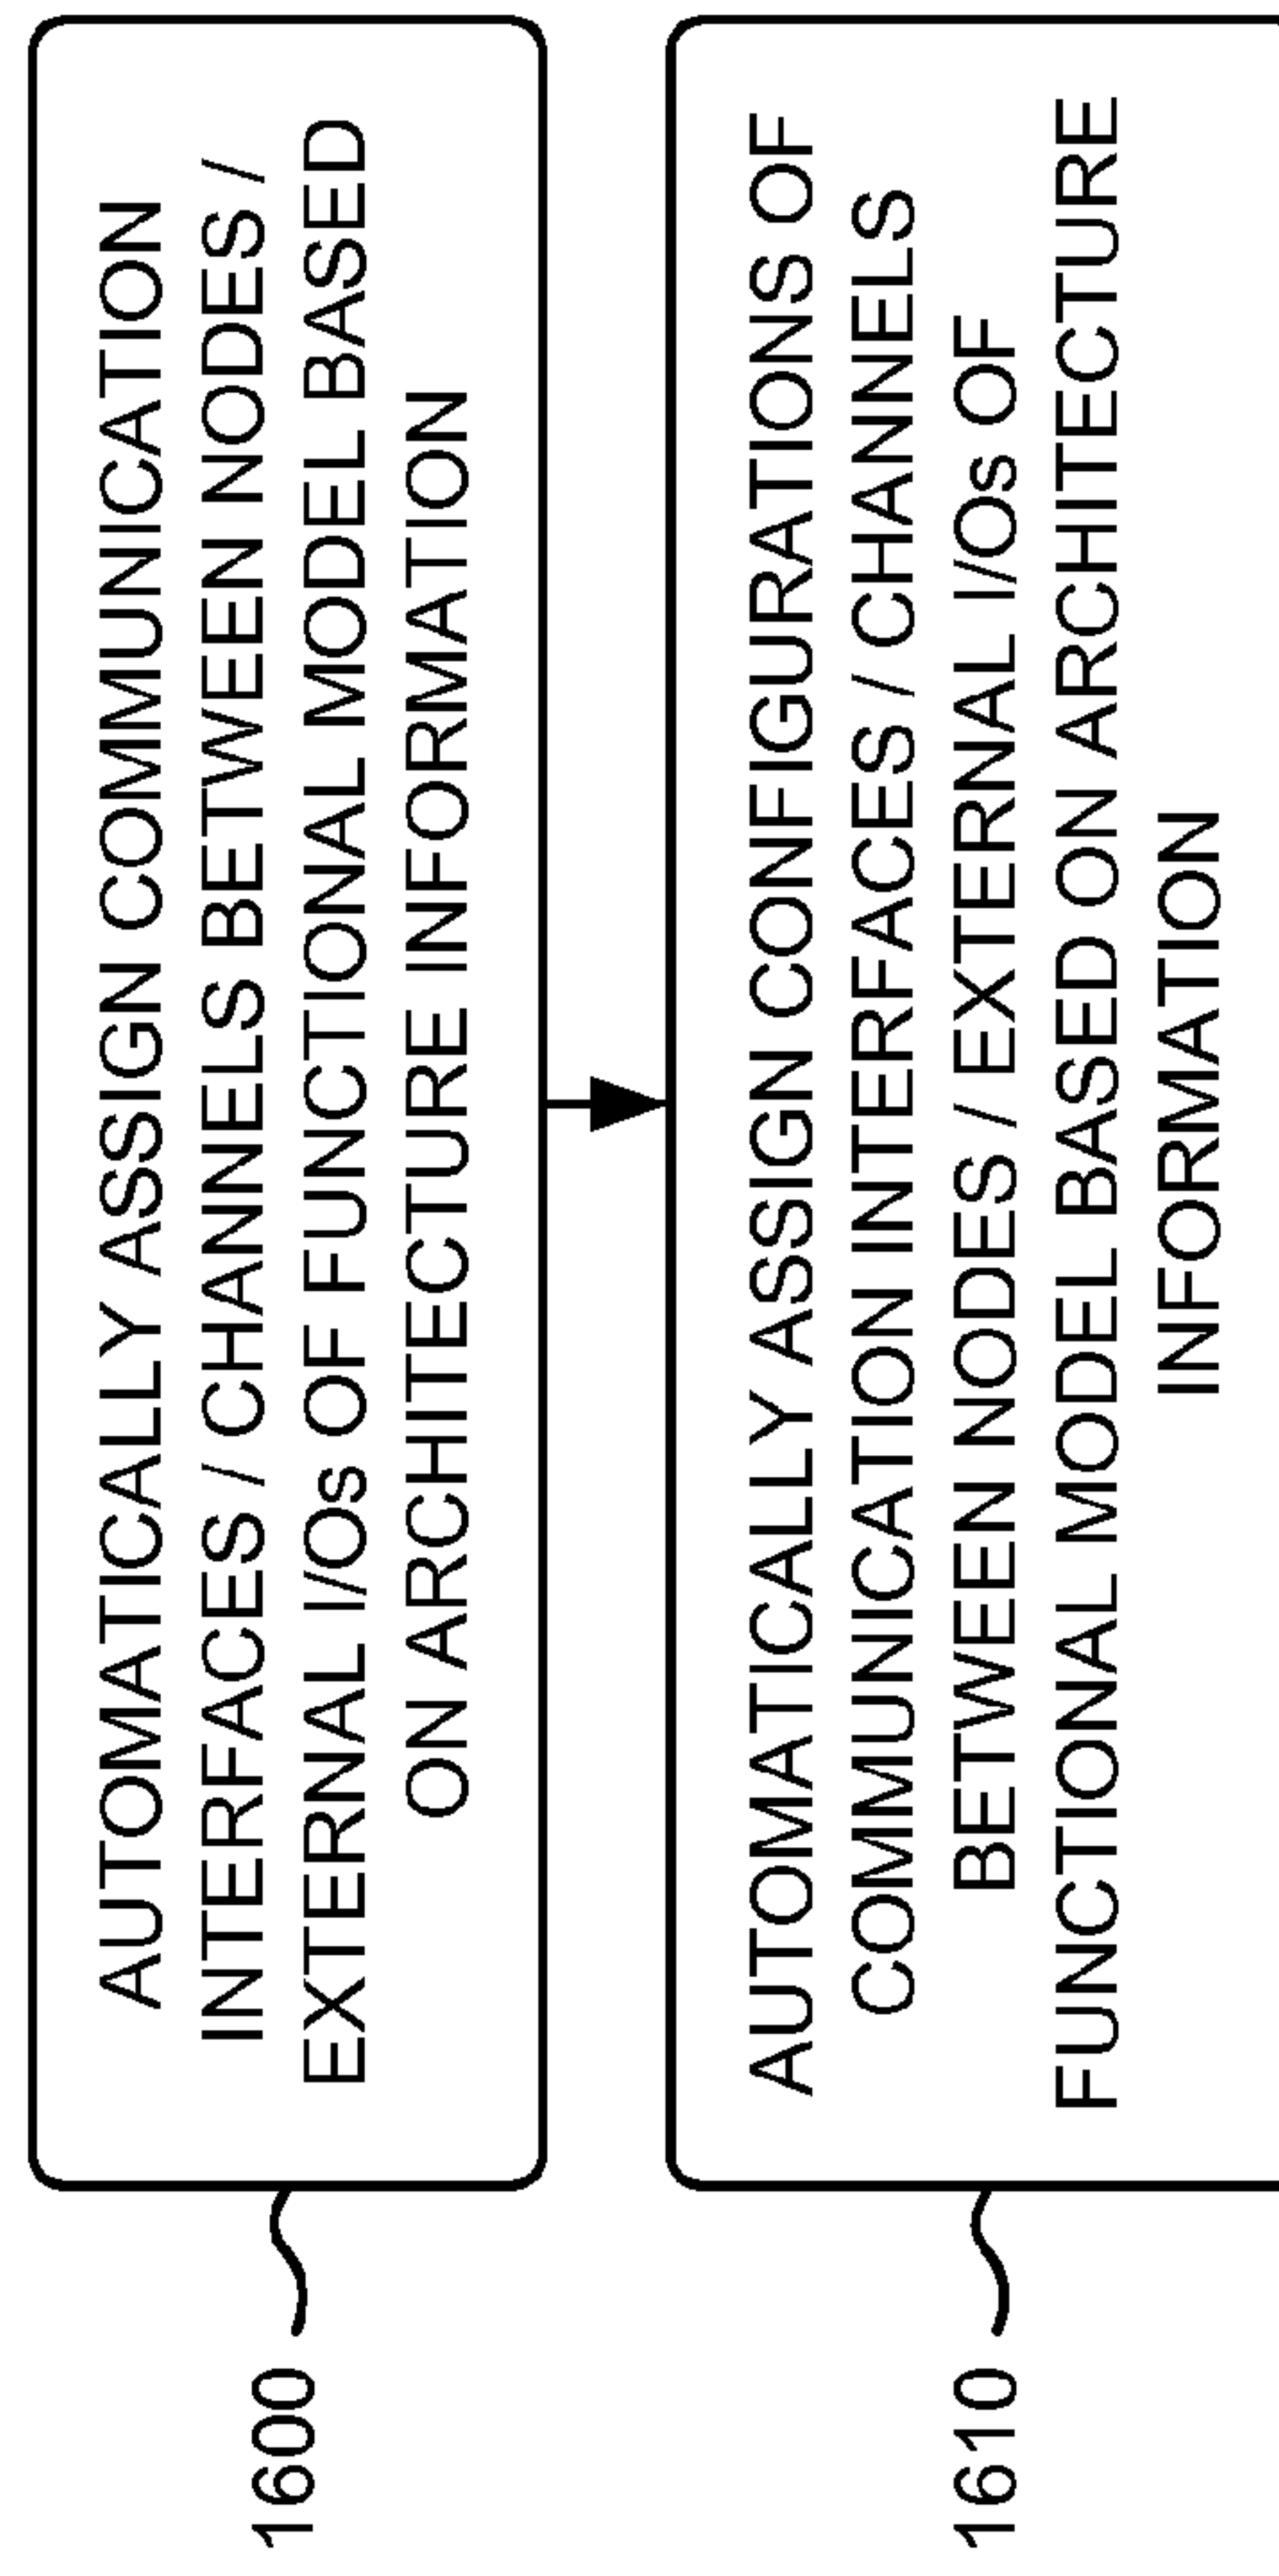 AUTOMATICALLY ASSIGN COMMUNICATION
INTERFACES / CHANNELS BETWEEN NODES /
EXTERNAL I/Os OF FUNCTIONAL MODEL BASED
ON ARCHITECTURE INFORMATION
1600
AUTOMATICALLY ASSIGN CONFIGURATIONS OF
COMMUNICATION INTERFACES / CHANNELS
BETWEEN NODES / EXTERNAL I/Os OF
FUNCTIONAL MODEL BASED ON ARCHITECTURE
INFORMATION
1610